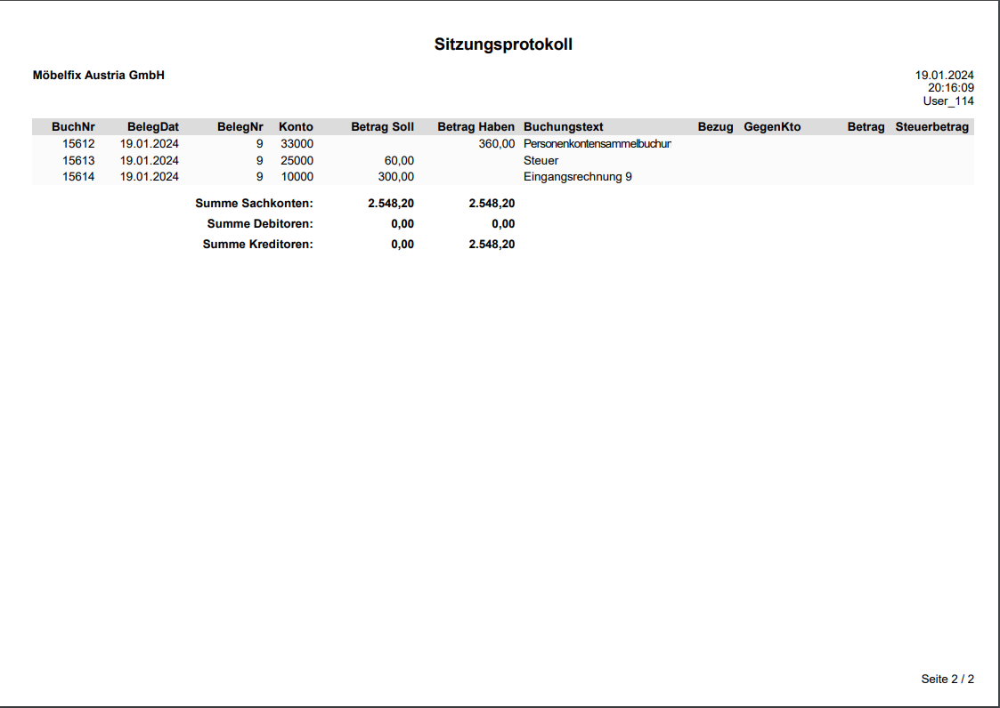 Sitzungsprotokoll
Möbelfix Austria GmbH
19.01.2024
20:16:09
User_114
BuchNr BelegDat BelegNr Konto Betrag Soll Betrag Haben Buchungstext Bezug GegenKto Betrag Steuerbetrag
15612 19.01.2024 9 33000 360,00 Personenkontensammelbuchur
15613 19.01.2024 9 25000 60,00 Steuer
15614 19.01.2024 9 10000 300,00 Eingangsrechnung 9
Summe Sachkonten: 2.548,20 2.548,20
Summe Debitoren: 0,00 0,00
Summe Kreditoren: 0,00 2.548,20
Seite 2 / 2